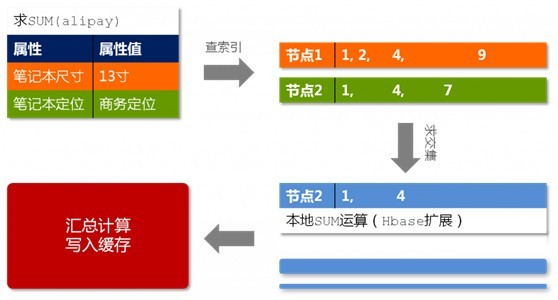 求SUM(alipay)
属性 属性值
笔记本尺寸 13寸
笔记本定位 商务定位
查索引
节点1 1, 2, 4, 9
节点2 1, 4, 7
求交集
节点2 1, 4
本地SUM运算（Hbase扩展）
汇总计算
写入缓存